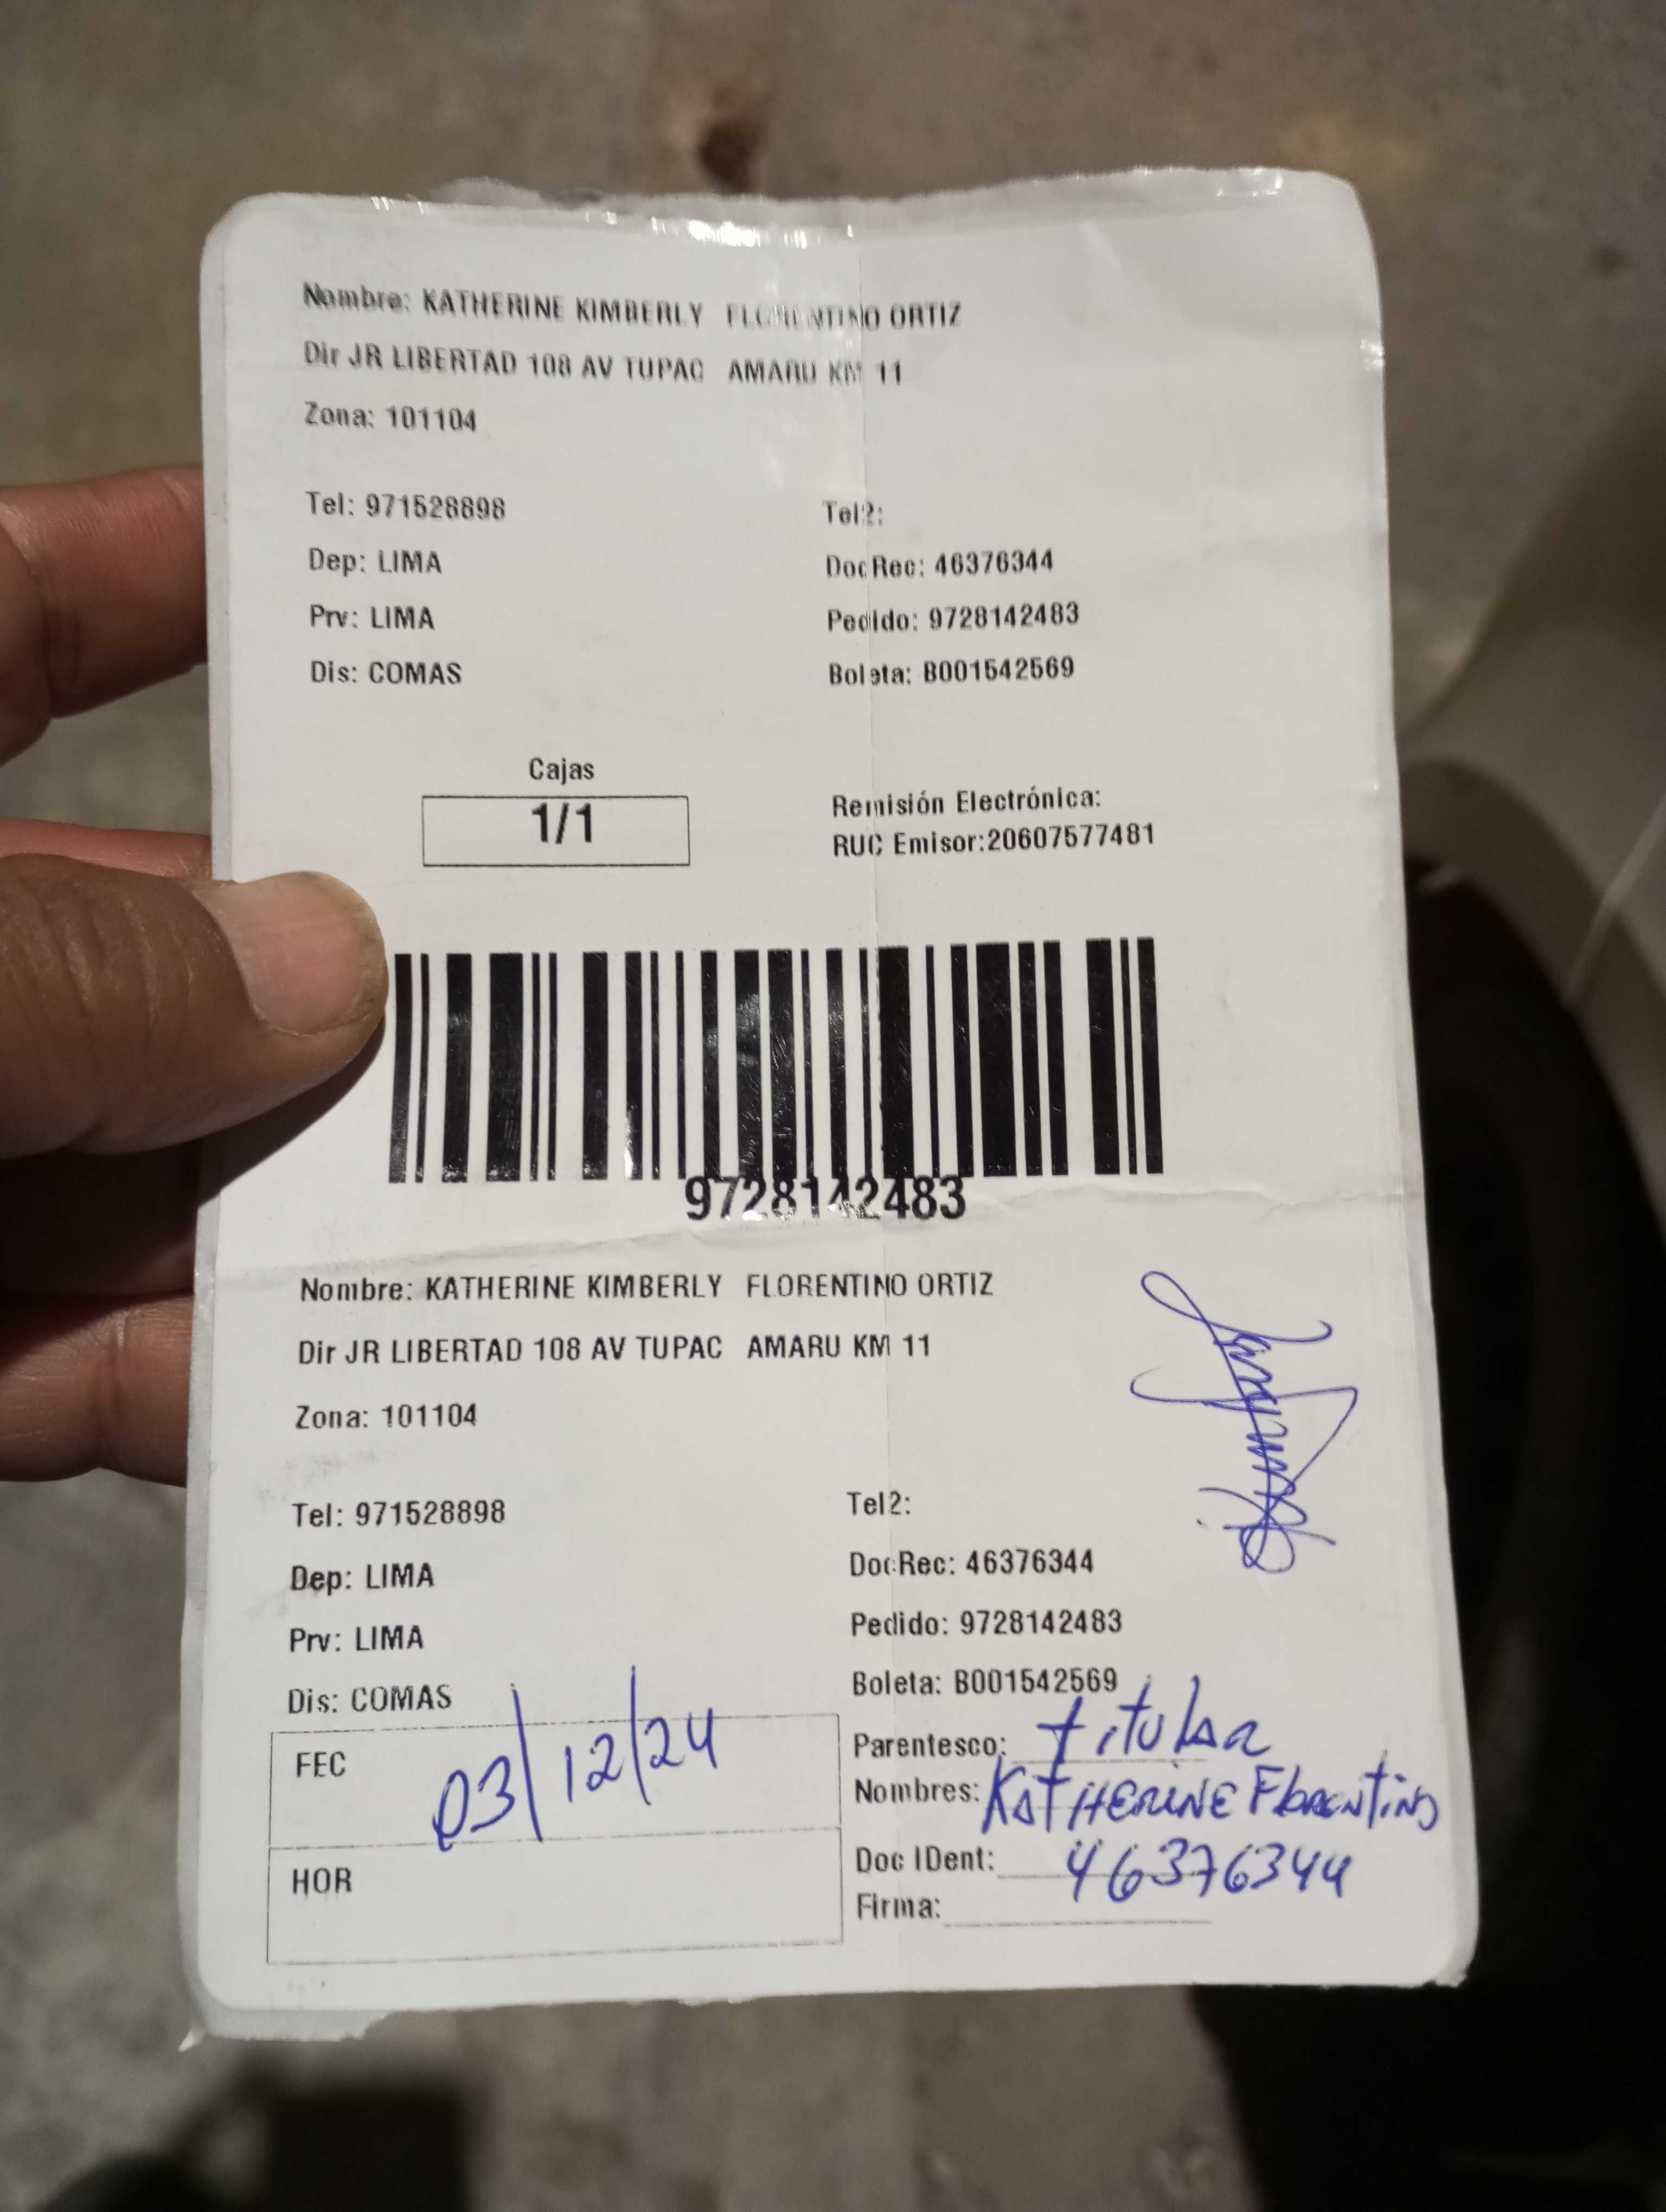 Nombre: KATHERINE KIMBERLY FLORENTINO ORTIZ
Dir JR LIBERTAD 108 AV TUPAC AMARU KM 11
Zona: 101104
Tel: 971528898 Tel2:
Dep: LIMA DocRec: 46376344
Prv: LIMA Pedido: 9728142483
Dis: COMAS Boleta: B001542569
Cajas
1/1
Remisión Electrónica:
RUC Emisor:20607577481
9728142483
Nombre: KATHERINE KIMBERLY FLORENTINO ORTIZ
Dir JR LIBERTAD 108 AV TUPAC AMARU KM 11
Zona: 101104
Tel: 971528898 Tel2:
Dep: LIMA DocRec: 46376344
Prv: LIMA Pedido: 9728142483
Dis: COMAS Boleta: B001542569
FEC 03/12/24
HOR
Parentesco: titular
Nombres: KATHERINE Florentino
Doc IDent: 46376344
Firma: